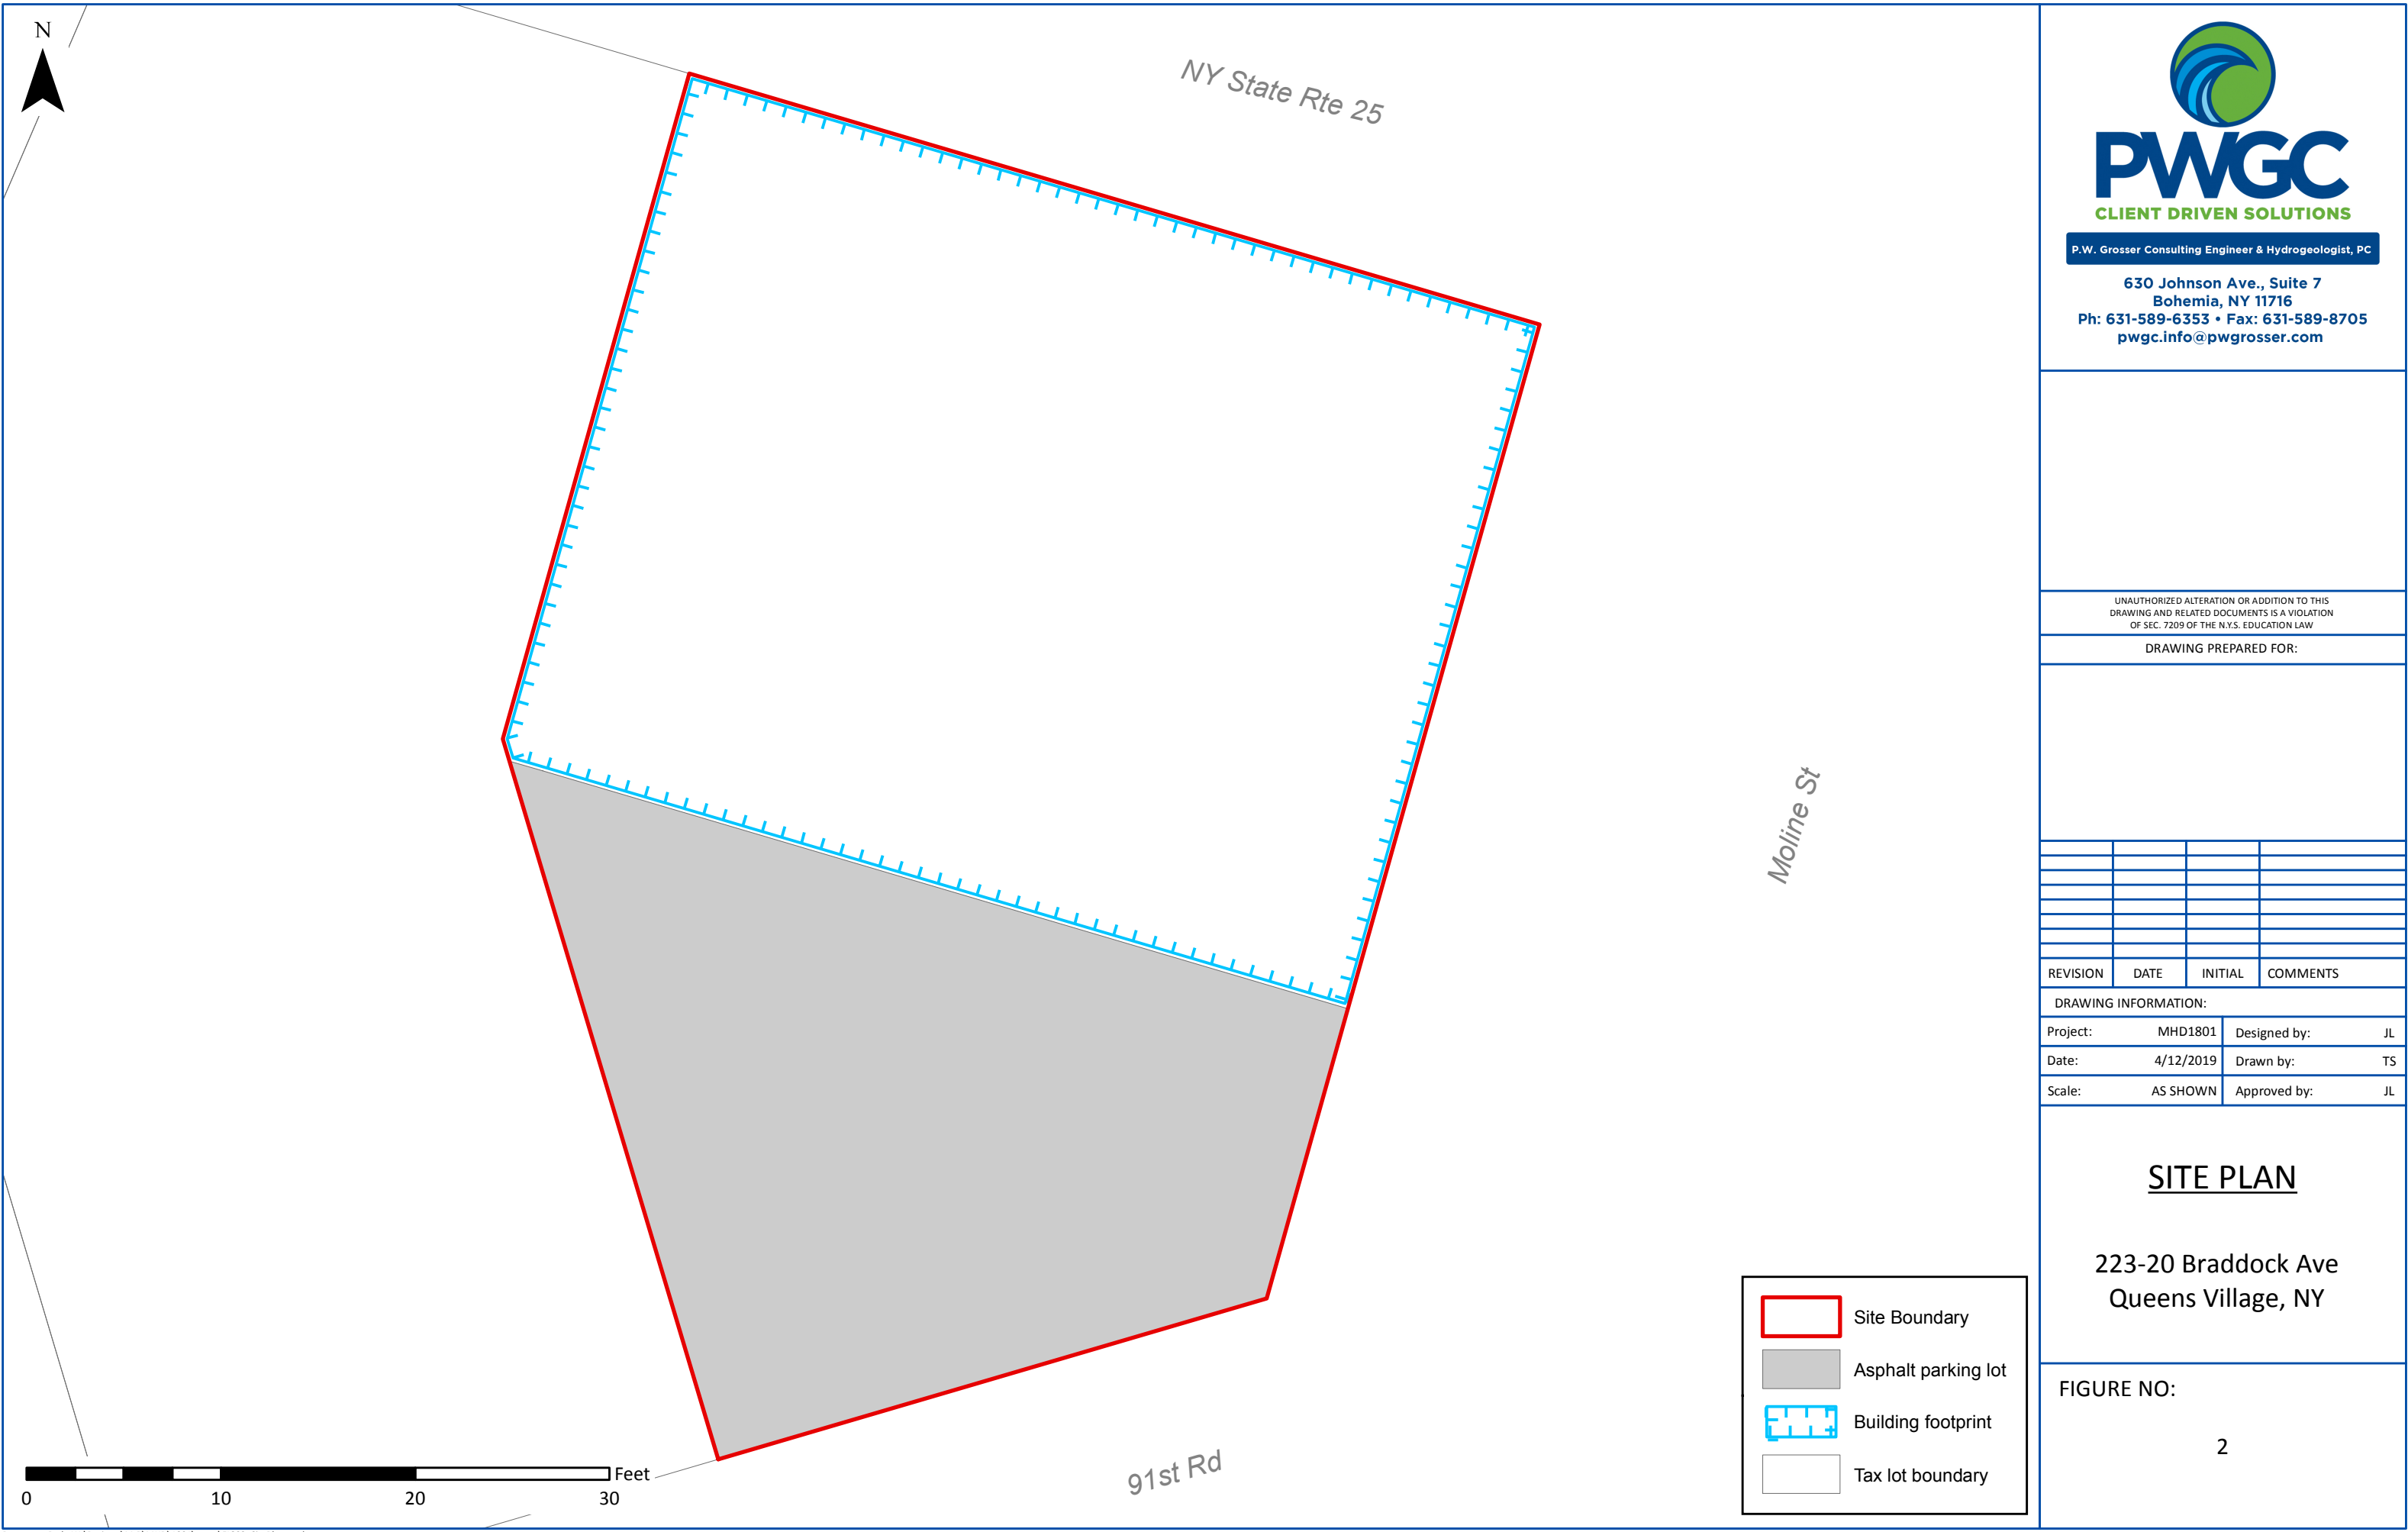 N
NY State Rte 25
Moline St
91st Rd
Feet
0 10 20 30
Site Boundary
Asphalt parking lot
Building footprint
Tax lot boundary
PWGC
CLIENT DRIVEN SOLUTIONS
P.W. Grosser Consulting Engineer & Hydrogeologist, PC
630 Johnson Ave., Suite 7
Bohemia, NY 11716
Ph: 631-589-6353 • Fax: 631-589-8705
pwgc.info@pwgrosser.com
UNAUTHORIZED ALTERATION OR ADDITION TO THIS
DRAWING AND RELATED DOCUMENTS IS A VIOLATION
OF SEC. 7209 OF THE N.Y.S. EDUCATION LAW
DRAWING PREPARED FOR:
REVISION DATE INITIAL COMMENTS
DRAWING INFORMATION:
Project: MHD1801 Designed by: JL
Date: 4/12/2019 Drawn by: TS
Scale: AS SHOWN Approved by: JL
SITE PLAN
223-20 Braddock Ave
Queens Village, NY
FIGURE NO:
2